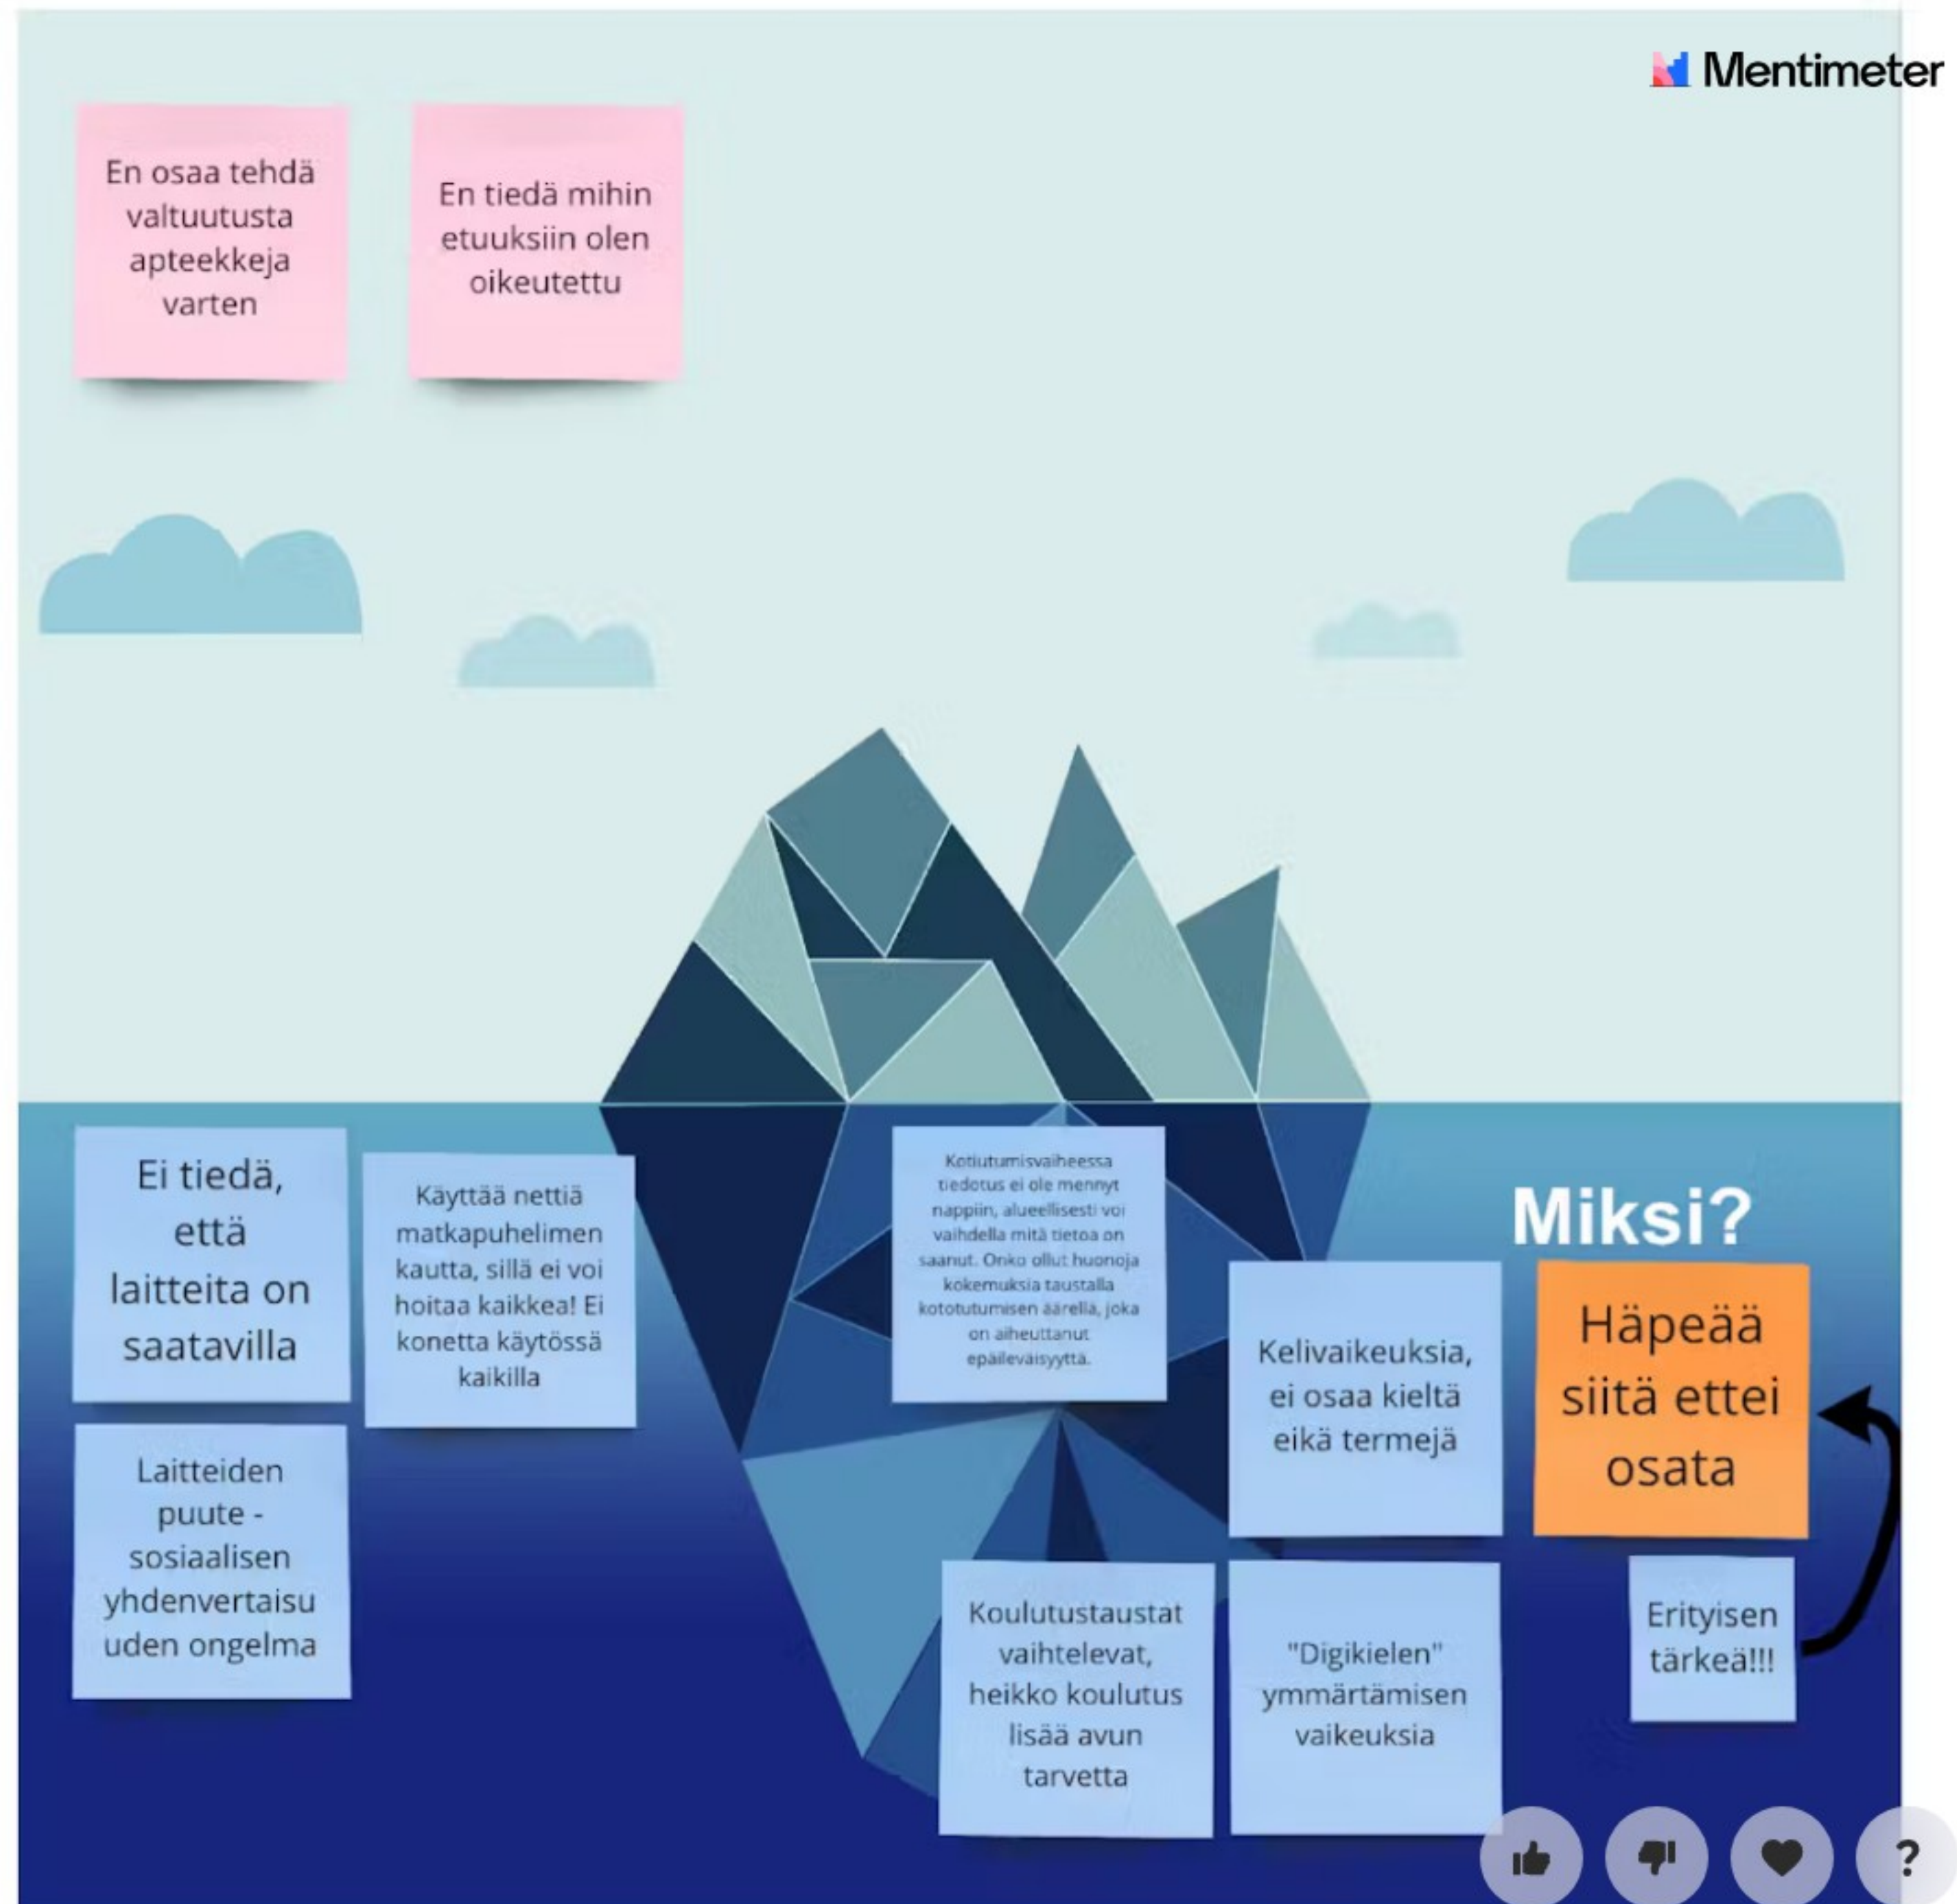 Mentimeter
En osaa tehdä
valtuutusta
apteekkeja
varten
En tiedä mihin
etuuksiin olen
oikeutettu
Ei tiedä,
että
laitteita on
saatavilla
Käyttää nettiä
matkapuhelimen
kautta, sillä ei voi
hoitaa kaikkea! Ei
konetta käytössä
kaikilla
Laitteiden
puute -
sosiaalisen
yhdenvertaisu
uden ongelma
Kotiutumisvaiheessa
tiedotus ei ole mennyt
nappiin, alueellisesti voi
vaihdella mitä tietoa on
saanut. Onko ollut huonoja
kokemuksia taustalla
kototutumisen äärellä, joka
on aiheuttanut
epäileväisyyttä.
Miksi?
Kelivaikeuksia,
ei osaa kieltä
eikä termejä
Häpeää
siitä ettei
osata
Koulutustaustat
vaihtelevat,
heikko koulutus
lisää avun
tarvetta
"Digikielen"
ymmärtämisen
vaikeuksia
Erityisen
tärkeä!!!
?